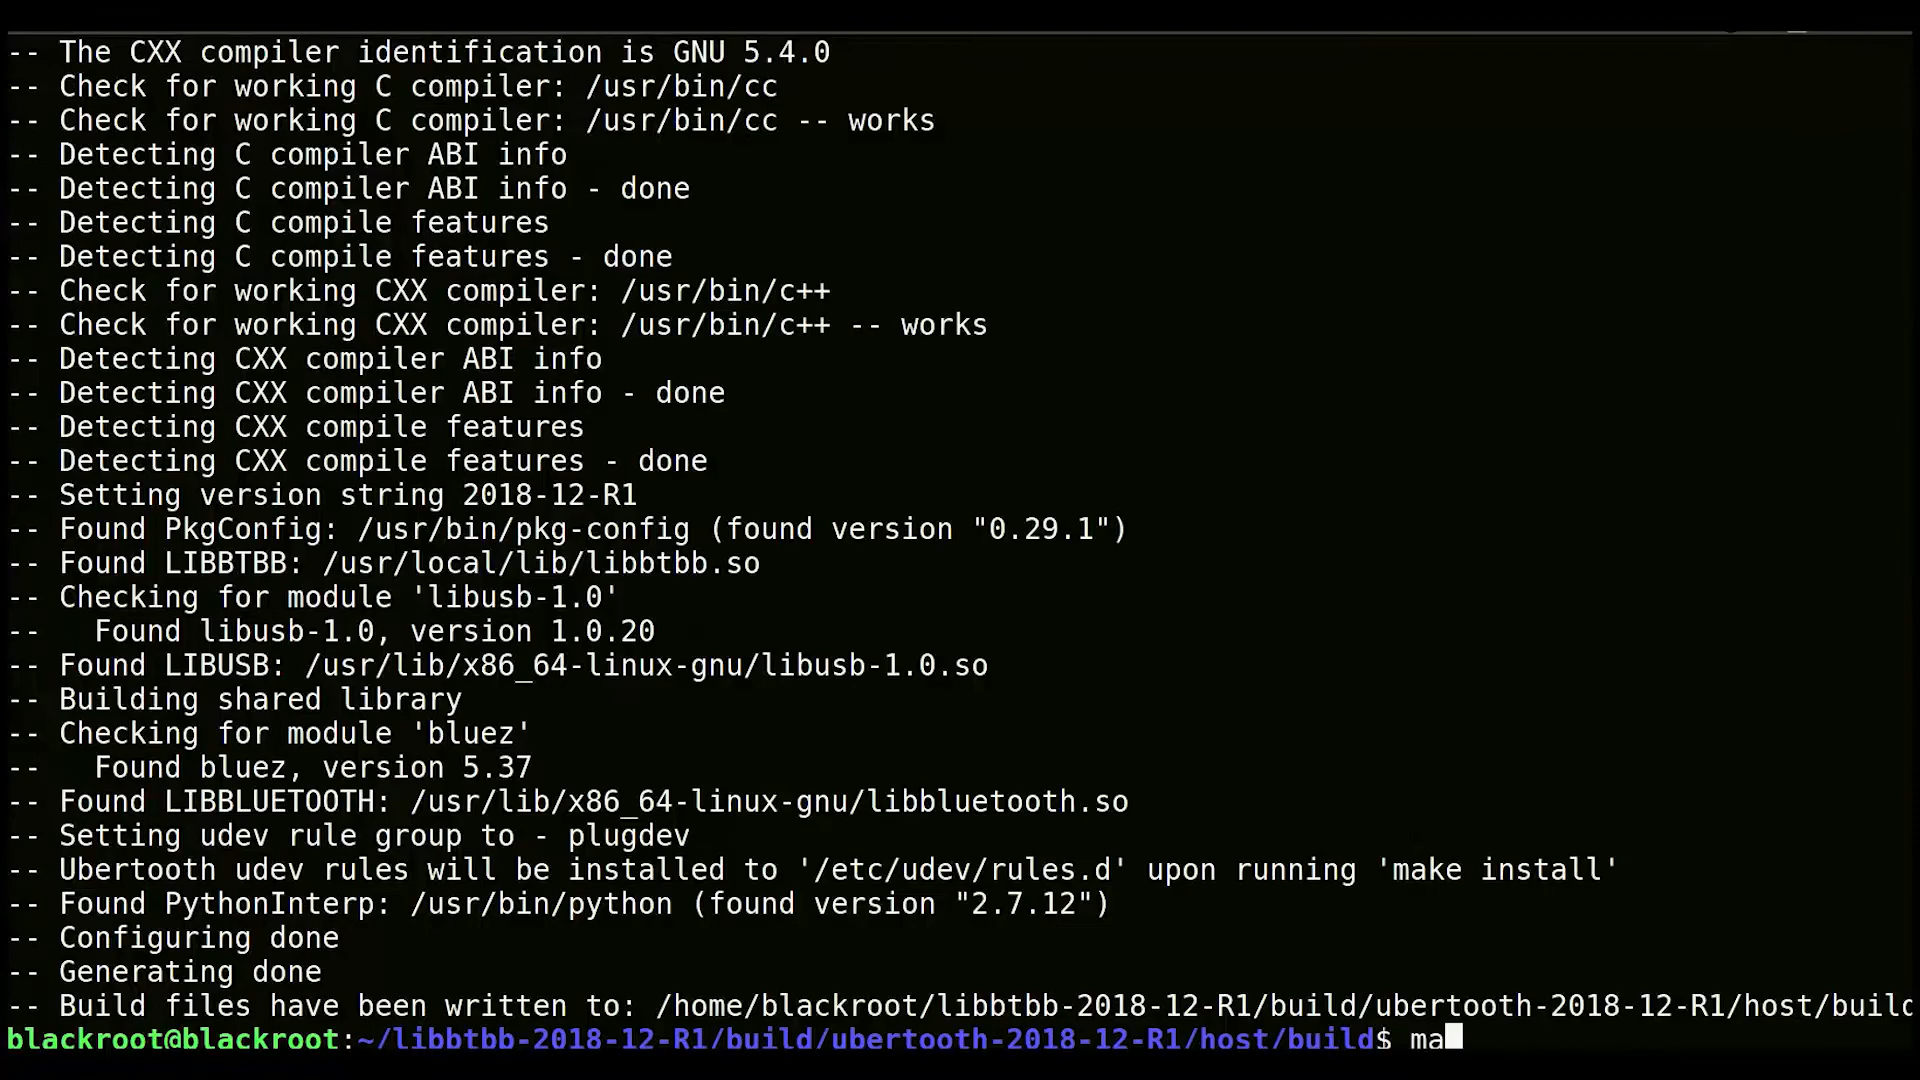 -- The CXX compiler identification is GNU 5.4.0
-- Check for working C compiler: /usr/bin/cc
-- Check for working C compiler: /usr/bin/cc -- works
-- Detecting C compiler ABI info
-- Detecting C compiler ABI info - done
-- Detecting C compile features
-- Detecting C compile features - done
-- Check for working CXX compiler: /usr/bin/c++
-- Check for working CXX compiler: /usr/bin/c++ -- works
-- Detecting CXX compiler ABI info
-- Detecting CXX compiler ABI info - done
-- Detecting CXX compile features
-- Detecting CXX compile features - done
-- Setting version string 2018-12-R1
-- Found PkgConfig: /usr/bin/pkg-config (found version "0.29.1")
-- Found LIBBTBB: /usr/local/lib/libbtbb.so
-- Checking for module 'libusb-1.0'
--   Found libusb-1.0, version 1.0.20
-- Found LIBUSB: /usr/lib/x86_64-linux-gnu/libusb-1.0.so
-- Building shared library
-- Checking for module 'bluez'
--   Found bluez, version 5.37
-- Found LIBBLUETOOTH: /usr/lib/x86_64-linux-gnu/libbluetooth.so
-- Setting udev rule group to - plugdev
-- Ubertooth udev rules will be installed to '/etc/udev/rules.d' upon running 'make install'
-- Found PythonInterp: /usr/bin/python (found version "2.7.12")
-- Configuring done
-- Generating done
-- Build files have been written to: /home/blackroot/libbtbb-2018-12-R1/build/ubertooth-2018-12-R1/host/build
blackroot@blackroot:~/libbtbb-2018-12-R1/build/ubertooth-2018-12-R1/host/build$ ma